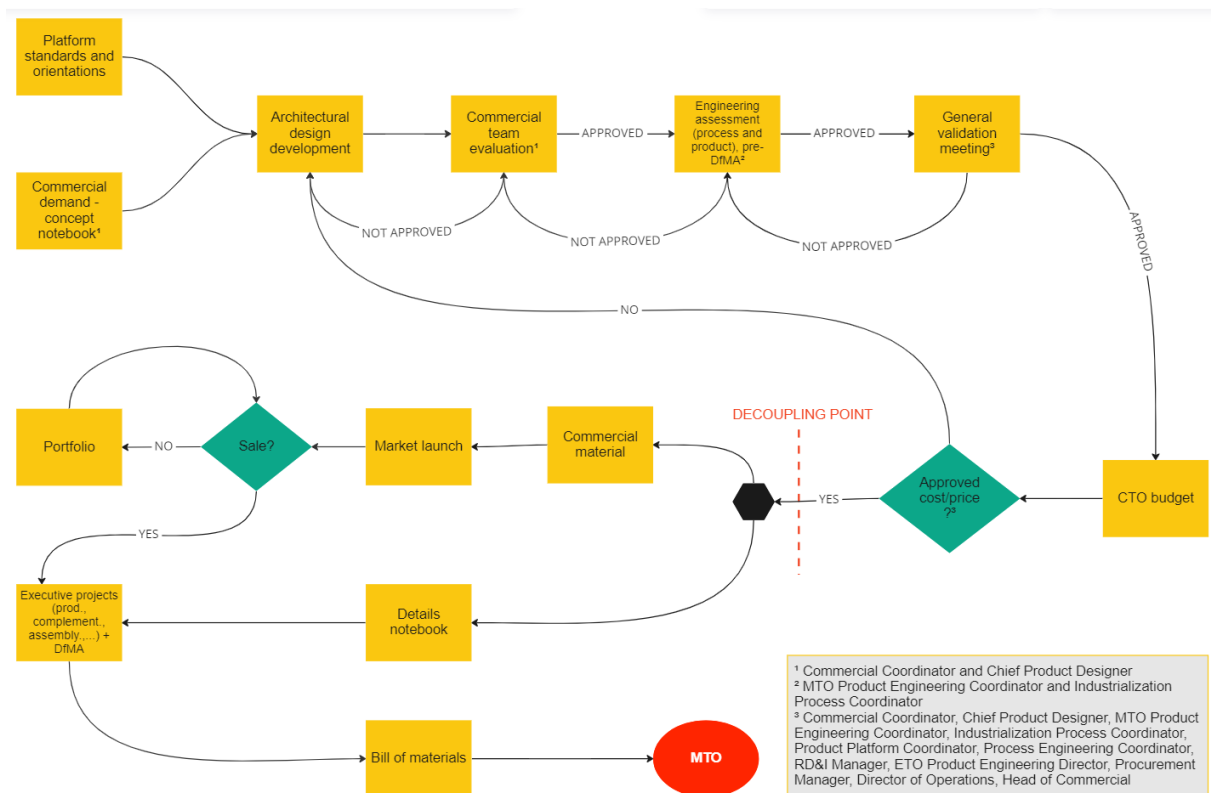 Platform
standards and
orientations
Architectural
design
development
Commercial
team
evaluation¹
APPROVED
Engineering
assessment
(process and
product), pre-
DfMA²
APPROVED
General
validation
meeting³
Commercial
demand -
concept
notebook¹
NOT APPROVED
NOT APPROVED
NOT APPROVED
APPROVED
NO
Portfolio
NO
Sale?
Market launch
Commercial
material
DECOUPLING POINT
YES
Approved
cost/price
?³
CTO budget
YES
Executive projects
(prod.,
complement.,
assembly.,...) +
DfMA
Details
notebook
Bill of materials
MTO
¹ Commercial Coordinator and Chief Product Designer
² MTO Product Engineering Coordinator and Industrialization
Process Coordinator
³ Commercial Coordinator, Chief Product Designer, MTO Product
Engineering Coordinator, Industrialization Process Coordinator,
Product Platform Coordinator, Process Engineering Coordinator,
RD&I Manager, ETO Product Engineering Director, Procurement
Manager, Director of Operations, Head of Commercial